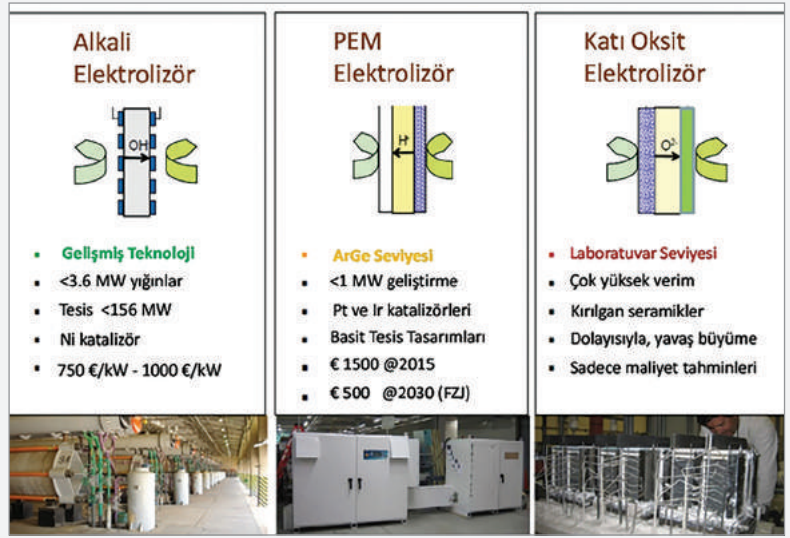 Alkali
Elektrolizör
OH
▪ Gelişmiş Teknoloji
▪ <3.6 MW yığınlar
▪ Tesis <156 MW
▪ Ni katalizör
▪ 750 €/kW - 1000 €/kW
PEM
Elektrolizör
H⁺
▪ ArGe Seviyesi
▪ <1 MW geliştirme
▪ Pt ve Ir katalizörleri
▪ Basit Tesis Tasarımları
▪ € 1500 @2015
▪ € 500 @2030 (FZJ)
Katı Oksit
Elektrolizör
O²⁻
▪ Laboratuvar Seviyesi
▪ Çok yüksek verim
▪ Kırılgan seramikler
▪ Dolayısıyla, yavaş büyüme
▪ Sadece maliyet tahminleri